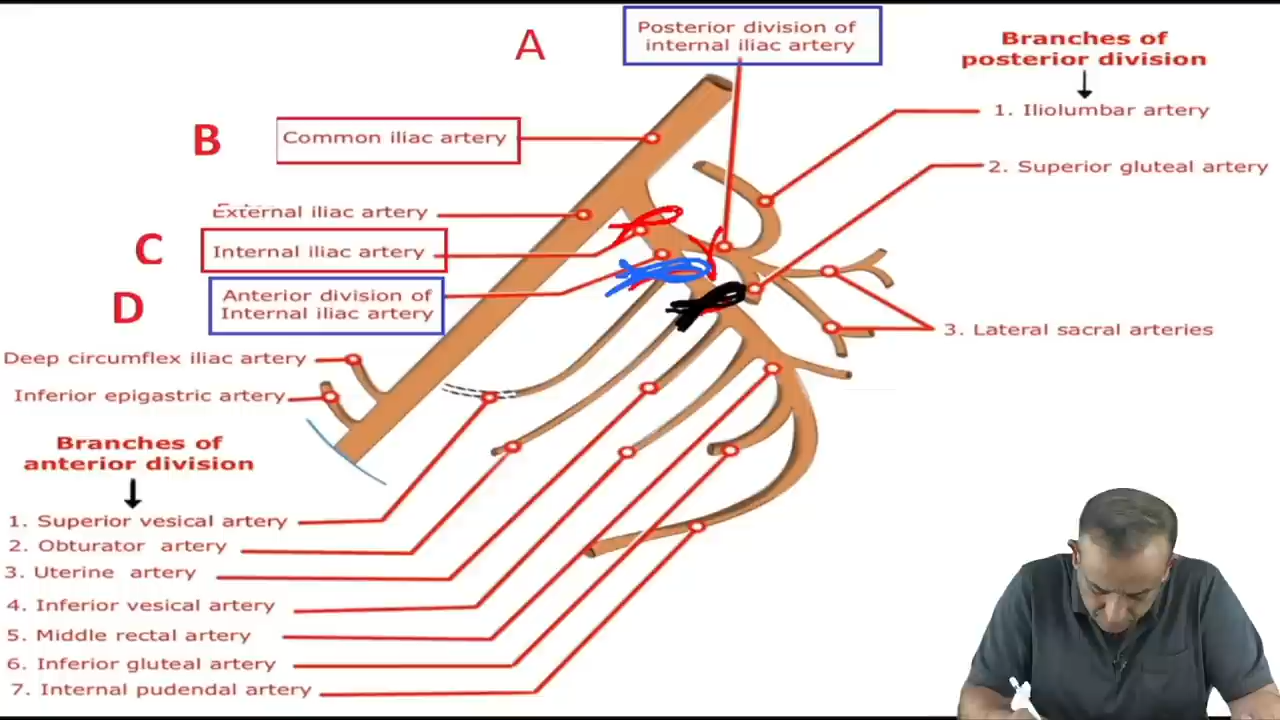 A
Posterior division of
internal iliac artery
Branches of
posterior division
1. Iliolumbar artery
B
Common iliac artery
2. Superior gluteal artery
External iliac artery
C
Internal iliac artery
D
Anterior division of
Internal iliac artery
3. Lateral sacral arteries
Deep circumflex iliac artery
Inferior epigastric artery
Branches of
anterior division
1. Superior vesical artery
2. Obturator artery
3. Uterine artery
4. Inferior vesical artery
5. Middle rectal artery
6. Inferior gluteal artery
7. Internal pudendal artery